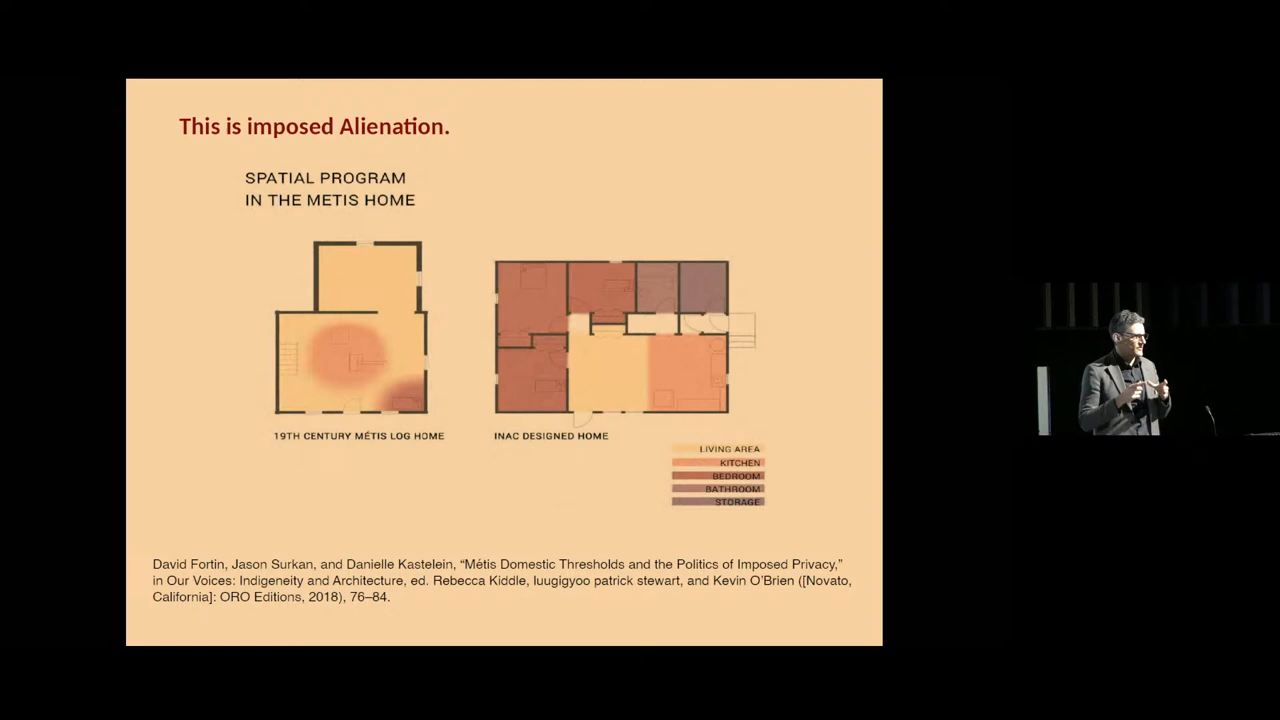 This is imposed Alienation.
SPATIAL PROGRAM
IN THE METIS HOME
19TH CENTURY MÉTIS LOG HOME
INAC DESIGNED HOME
LIVING AREA
KITCHEN
BEDROOM
BATHROOM
STORAGE
David Fortin, Jason Surkan, and Danielle Kastelein, “Métis Domestic Thresholds and the Politics of Imposed Privacy,”
in Our Voices: Indigeneity and Architecture, ed. Rebecca Kiddle, luugigyoo patrick stewart, and Kevin O’Brien ([Novato,
California]: ORO Editions, 2018), 76–84.